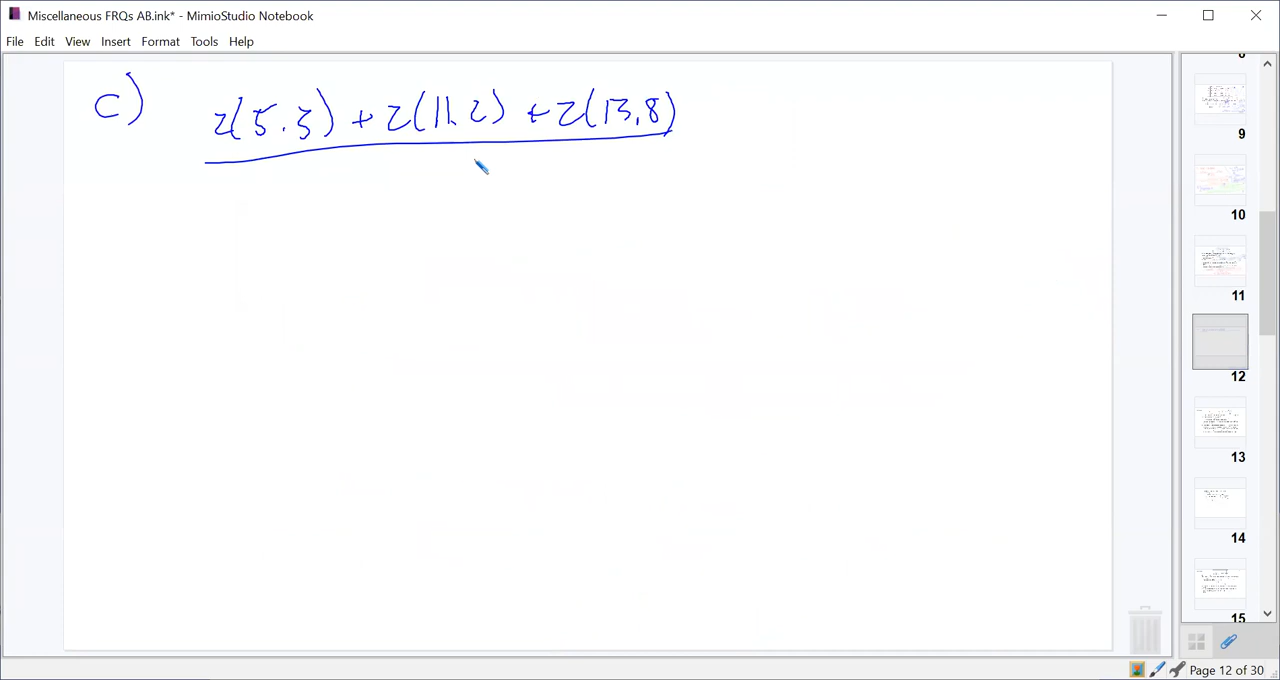 Miscellaneous FRQs AB.ink* - MimioStudio Notebook
File Edit View Insert Format Tools Help
c) 2(5.3) + 2(11.2) + 2(13.8)
9
10
11
12
13
14
15
Page 12 of 30